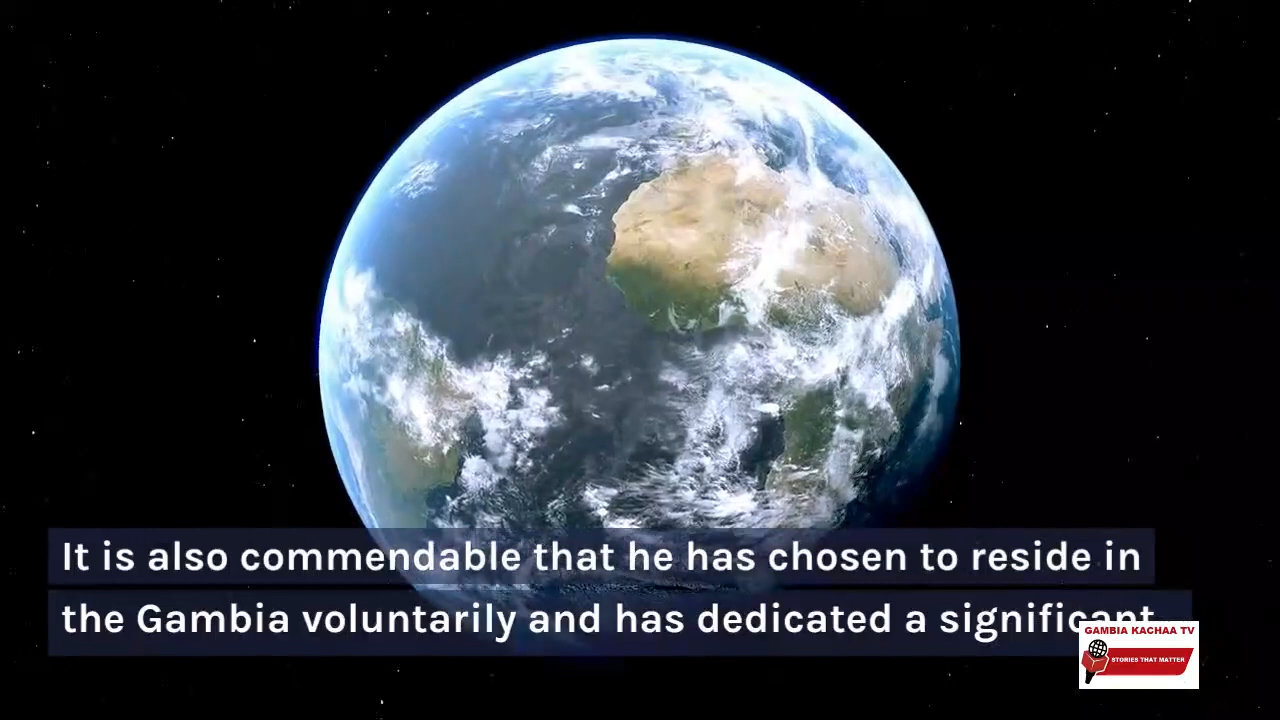 It is also commendable that he has chosen to reside in
the Gambia voluntarily and has dedicated a significant
GAMBIA KACHAA TV
STORIES THAT MATTER